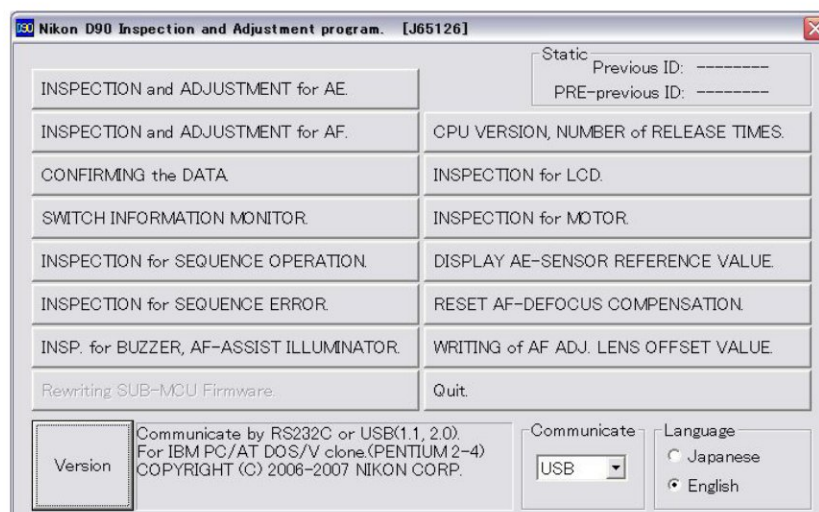 D90 Nikon D90 Inspection and Adjustment program. [J65126]
Static
Previous ID: --------
PRE-previous ID: --------
INSPECTION and ADJUSTMENT for AE.
INSPECTION and ADJUSTMENT for AF.
CPU VERSION, NUMBER of RELEASE TIMES.
CONFIRMING the DATA.
INSPECTION for LCD.
SWITCH INFORMATION MONITOR.
INSPECTION for MOTOR.
INSPECTION for SEQUENCE OPERATION.
DISPLAY AE-SENSOR REFERENCE VALUE.
INSPECTION for SEQUENCE ERROR.
RESET AF-DEFOCUS COMPENSATION.
INSP. for BUZZER, AF-ASSIST ILLUMINATOR.
WRITING of AF ADJ. LENS OFFSET VALUE.
Rewriting SUB-MCU Firmware.
Quit.
Version
Communicate by RS232C or USB(1.1, 2.0).
For IBM PC/AT DOS/V clone.(PENTIUM 2-4)
COPYRIGHT (C) 2006-2007 NIKON CORP.
Communicate
USB
Language
Japanese
English